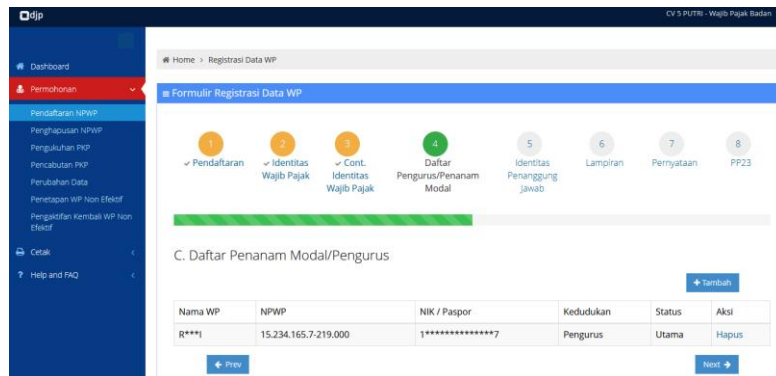 djp
CV 5 PUTRI - Wajib Pajak Badan
Dashboard
Permohonan
Pendaftaran NPWP
Penghapusan NPWP
Pengukuhan PKP
Pencabutan PKP
Perubahan Data
Penetapan WP Non Efektif
Pengaktifan Kembali WP Non
Efektif
Cetak
? Help and FAQ
Home > Registrasi Data WP
Formulir Registrasi Data WP
1
Pendaftaran
2
Identitas
Wajib Pajak
3
Cont.
Identitas
Wajib Pajak
4
Daftar
Pengurus/Penanam
Modal
5
Identitas
Penanggung
Jawab
6
Lampiran
7
Pernyataan
8
PP23
C. Daftar Penanam Modal/Pengurus
+ Tambah
Nama WP NPWP NIK / Paspor Kedudukan Status Aksi
R***I 15.234.165.7-219.000 1**************7 Pengurus Utama Hapus
← Prev
Next →